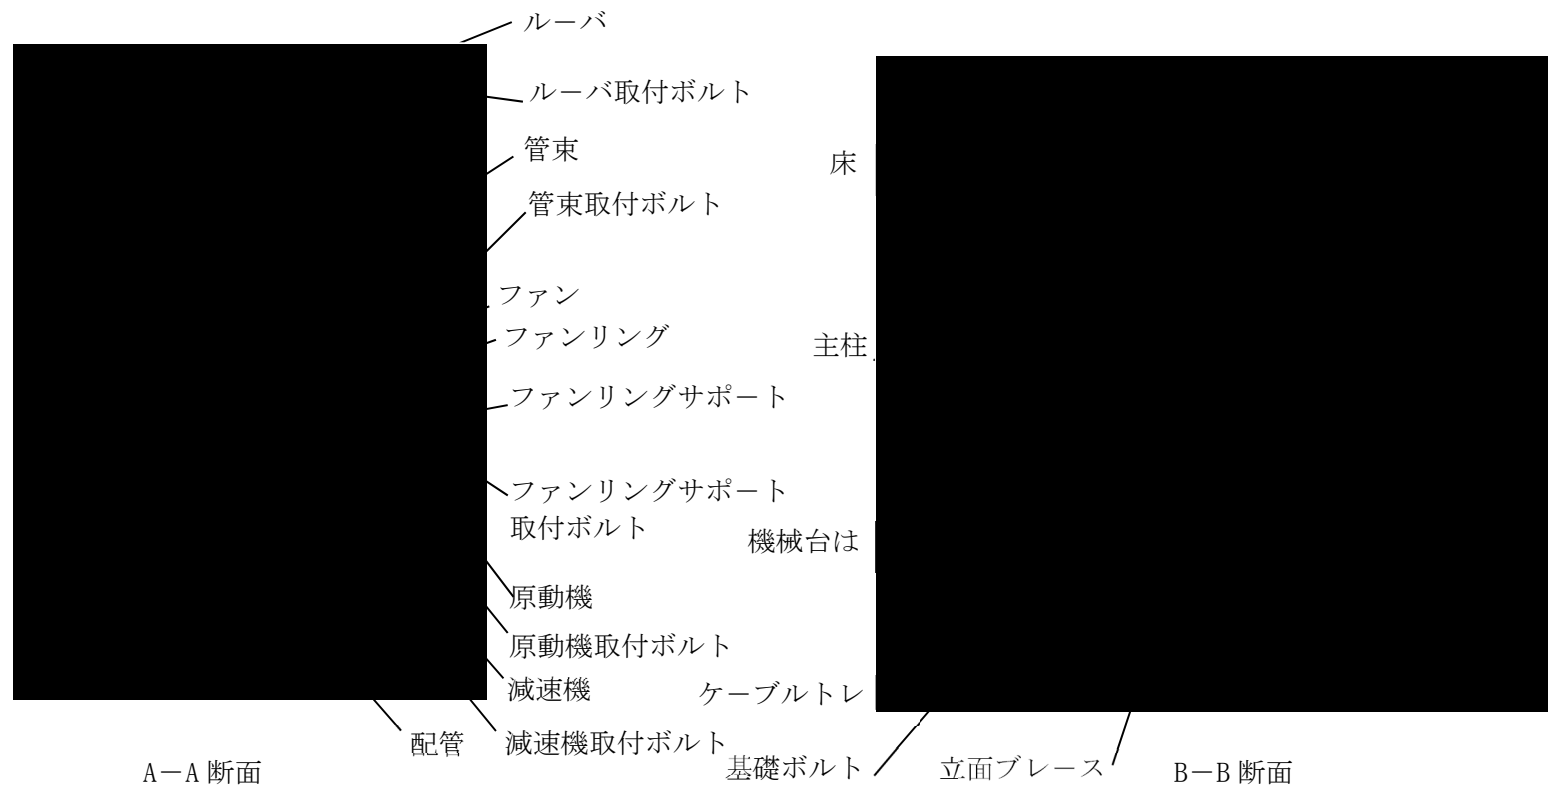 ルーバ
ルーバ取付ボルト
管束
管束取付ボルト
ファン
ファンリング
ファンリングサポート
ファンリングサポート
取付ボルト
原動機
原動機取付ボルト
減速機
減速機取付ボルト
配管
A－A断面
床
主柱
機械台は
ケーブルトレ
基礎ボルト
立面ブレース
B－B断面